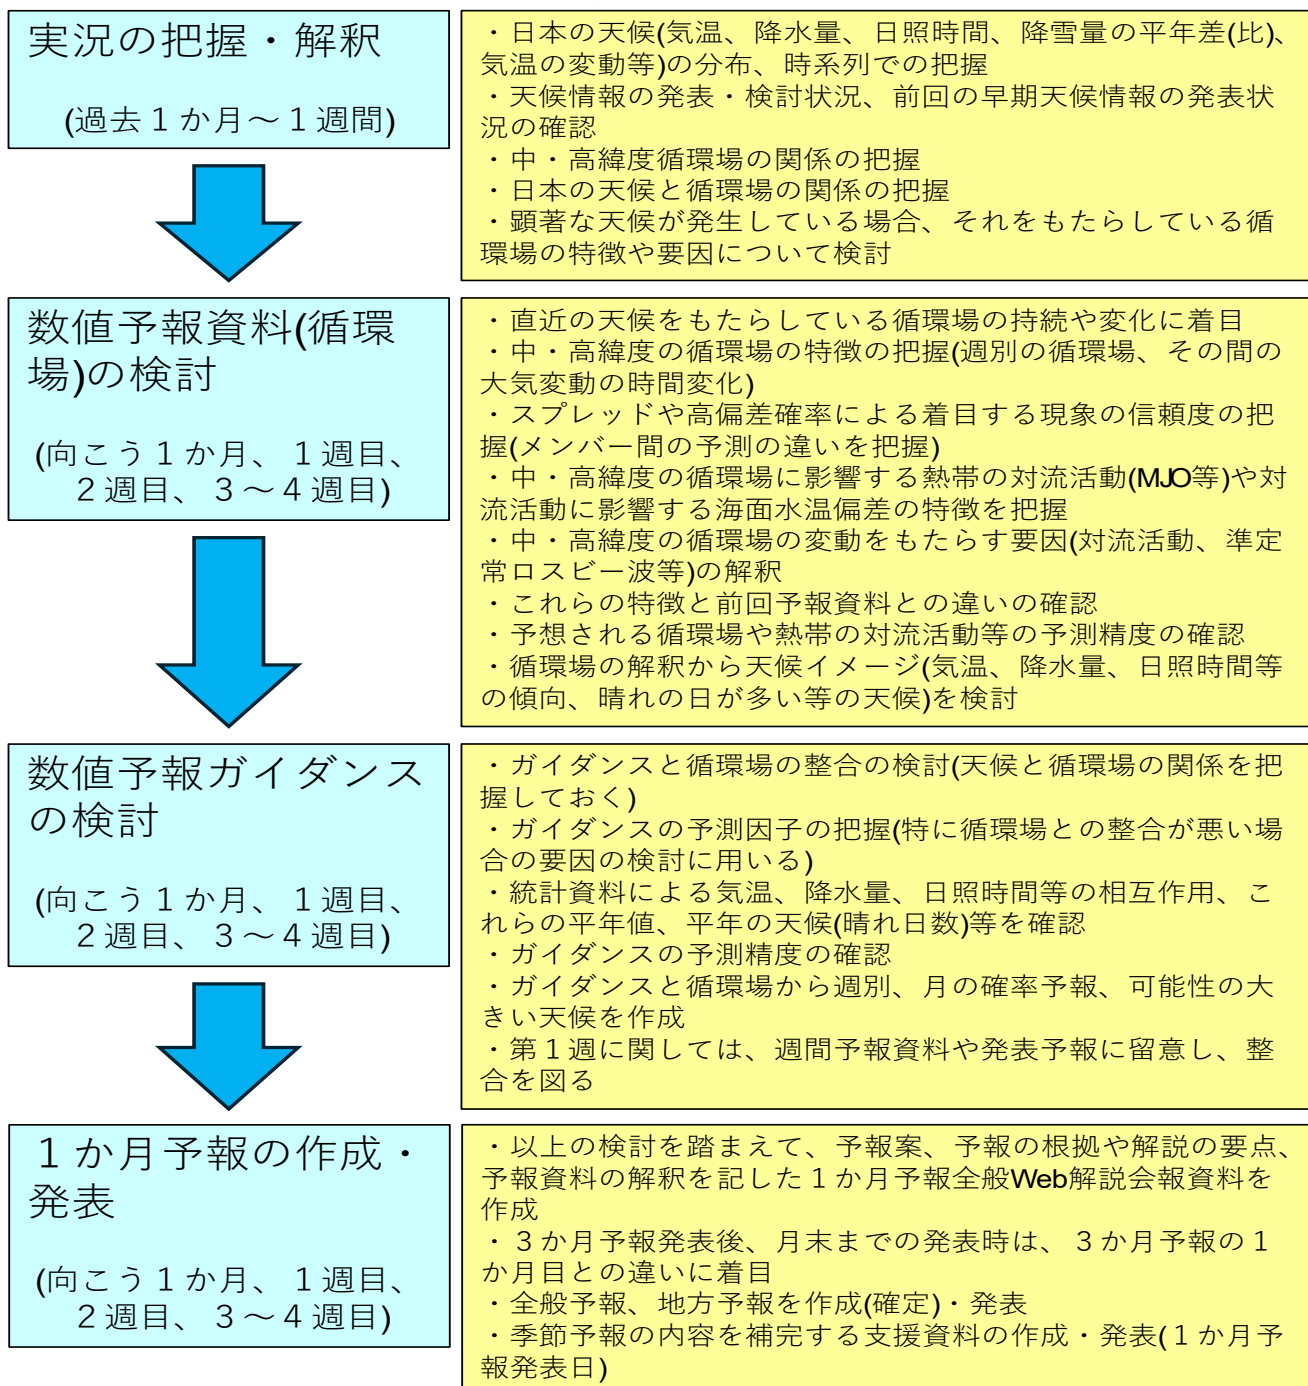 実況の把握・解釈
(過去１か月～１週間)
・日本の天候(気温、降水量、日照時間、降雪量の平年差(比)、
気温の変動等)の分布、時系列での把握
・天候情報の発表・検討状況、前回の早期天候情報の発表状
況の確認
・中・高緯度循環場の関係の把握
・日本の天候と循環場の関係の把握
・顕著な天候が発生している場合、それをもたらしている循
環場の特徴や要因について検討
数値予報資料(循環
場)の検討
(向こう１か月、１週目、
２週目、３～４週目)
・直近の天候をもたらしている循環場の持続や変化に着目
・中・高緯度の循環場の特徴の把握(週別の循環場、その間の
大気変動の時間変化)
・スプレッドや高偏差確率による着目する現象の信頼度の把
握(メンバー間の予測の違いを把握)
・中・高緯度の循環場に影響する熱帯の対流活動(MJO等)や対
流活動に影響する海面水温偏差の特徴を把握
・中・高緯度の循環場の変動をもたらす要因(対流活動、準定
常ロスビー波等)の解釈
・これらの特徴と前回予報資料との違いの確認
・予想される循環場や熱帯の対流活動等の予測精度の確認
・循環場の解釈から天候イメージ(気温、降水量、日照時間等
の傾向、晴れの日が多い等の天候)を検討
数値予報ガイダンス
の検討
(向こう１か月、１週目、
２週目、３～４週目)
・ガイダンスと循環場の整合の検討(天候と循環場の関係を把
握しておく)
・ガイダンスの予測因子の把握(特に循環場との整合が悪い場
合の要因の検討に用いる)
・統計資料による気温、降水量、日照時間等の相互作用、こ
れらの平年値、平年の天候(晴れ日数)等を確認
・ガイダンスの予測精度の確認
・ガイダンスと循環場から週別、月の確率予報、可能性の大
きい天候を作成
・第１週に関しては、週間予報資料や発表予報に留意し、整
合を図る
１か月予報の作成・
発表
(向こう１か月、１週目、
２週目、３～４週目)
・以上の検討を踏まえて、予報案、予報の根拠や解説の要点、
予報資料の解釈を記した１か月予報全般Web解説会報資料を
作成
・３か月予報発表後、月末までの発表時は、３か月予報の１
か月目との違いに着目
・全般予報、地方予報を作成(確定)・発表
・季節予報の内容を補完する支援資料の作成・発表(１か月予
報発表日)